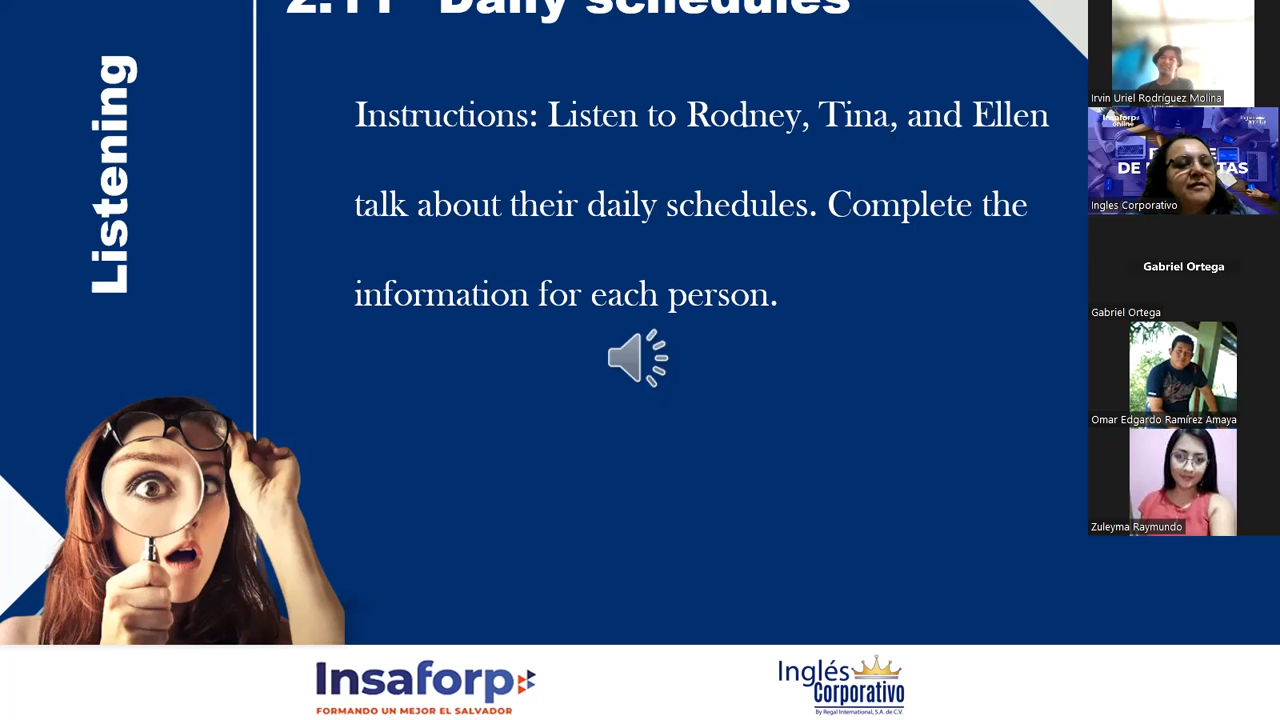 2.11 Daily schedules
Listening
Instructions: Listen to Rodney, Tina, and Ellen
talk about their daily schedules. Complete the
information for each person.
Insaforp
FORMANDO UN MEJOR EL SALVADOR
Inglés
Corporativo
By Regal International, S.A. de C.V.
Irvin Uriel Rodríguez Molina
Insaforp
online
Ingles Corporativo
Gabriel Ortega
Gabriel Ortega
Omar Edgardo Ramírez Amaya
Zuleyma Raymundo